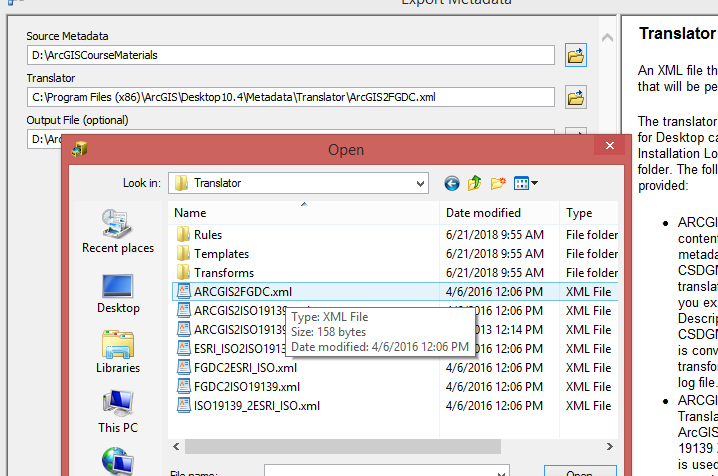 Export Metadata
Source Metadata
D:\ArcGISCourseMaterials
Translator
C:\Program Files (x86)\ArcGIS\Desktop10.4\Metadata\Translator\ArcGIS2FGDC.xml
Output File (optional)
D:\Arc
Open
Look in:
Translator
Name Date modified Type
Rules 6/21/2018 9:55 AM File folder
Templates 6/21/2018 9:55 AM File folder
Transforms 6/21/2018 9:55 AM File folder
ARCGIS2FGDC.xml 4/6/2016 12:06 PM XML File
ARCGIS2ISO19139 4/6/2016 12:06 PM XML File
ARCGIS2ISO19139 2013 12:14 PM XML File
ESRI_ISO2ISO1913 2016 12:06 PM XML File
FGDC2ESRI_ISO.xml 4/6/2016 12:06 PM XML File
FGDC2ISO19139.xml 4/6/2016 12:06 PM XML File
ISO19139_2ESRI_ISO.xml 4/6/2016 12:06 PM XML File
Type: XML File
Size: 158 bytes
Date modified: 4/6/2016 12:06 PM
Recent places
Desktop
Libraries
This PC
File name:
Open
Translator
An XML file th
that will be pe
The translator
for Desktop ca
Installation Lo
folder. The foll
provided:
ARCGI
content
metada
CSDGM
translat
you ex
Descrip
CSDGM
is conv
transfor
log file.
ARCGI
Transla
ArcGIS
19139
is used